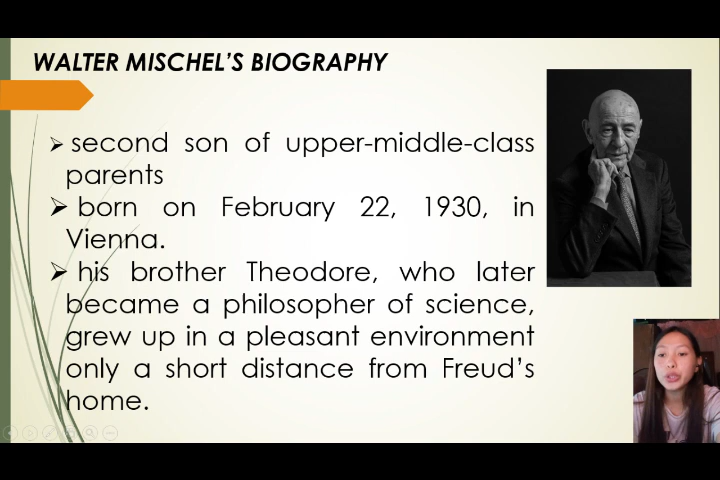 WALTER MISCHEL'S BIOGRAPHY
➢ second son of upper-middle-class
parents
➢ born on February 22, 1930, in
Vienna.
➢ his brother Theodore, who later
became a philosopher of science,
grew up in a pleasant environment
only a short distance from Freud's
home.